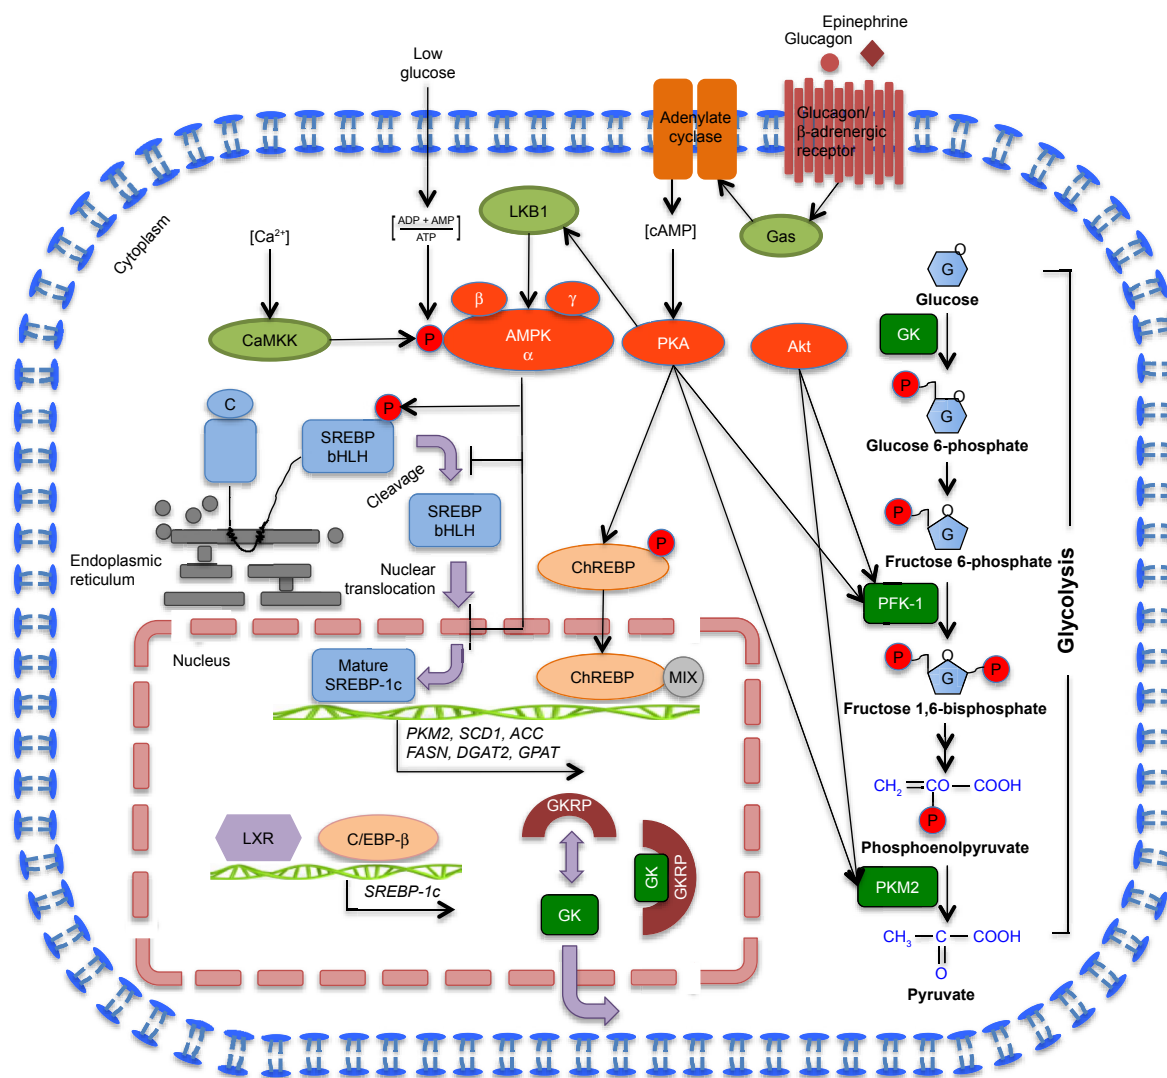 Epinephrine
Glucagon
Low
glucose
Adenylate
cyclase
Glucagon/
β-adrenergic
receptor
Cytoplasm
[Ca²⁺]
[ADP + AMP
ATP]
LKB1
[cAMP]
Gas
G
O
Glucose
GK
CaMKK
P
β
γ
AMPK
α
PKA
Akt
P
G
O
Glucose 6-phosphate
C
P
SREBP
bHLH
Cleavage
SREBP
bHLH
P
G
O
Fructose 6-phosphate
Endoplasmic
reticulum
Nuclear
translocation
ChREBP
P
PFK-1
Glycolysis
Nucleus
Mature
SREBP-1c
ChREBP
MIX
P
G
O
P
Fructose 1,6-bisphosphate
PKM2, SCD1, ACC
FASN, DGAT2, GPAT
CH₂ CO COOH
P
Phosphoenolpyruvate
GKRP
LXR
C/EBP-β
GK
GKRP
SREBP-1c
GK
PKM2
CH₃ C COOH
O
Pyruvate